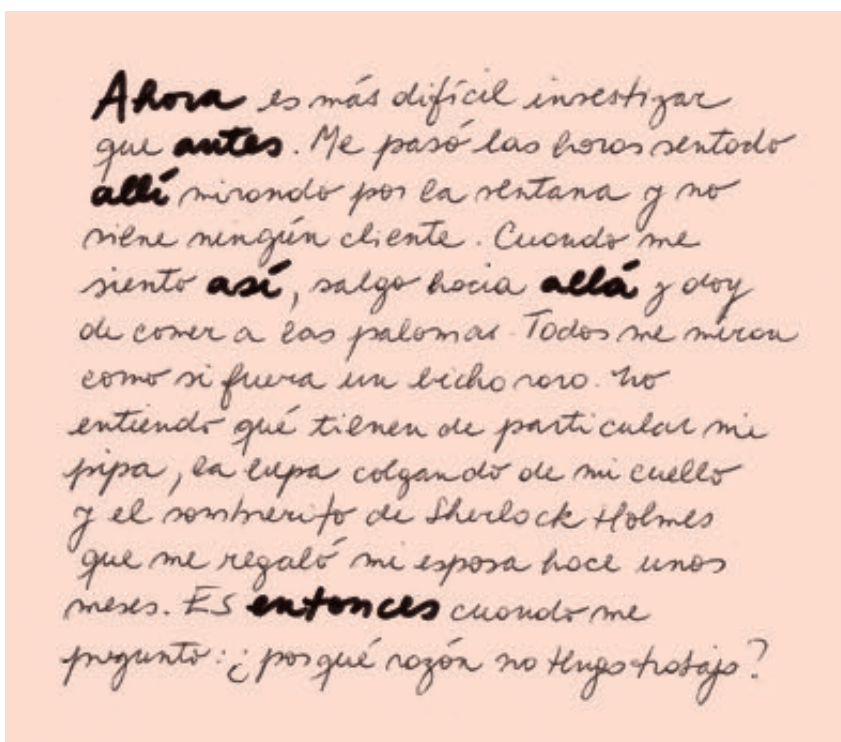 Ahora es más difícil investigar
que antes. Me pasó las horas sentado
allí mirando por la ventana y no
viene ningún cliente. Cuando me
siento así, salgo hacia allá y doy
de comer a las palomas. Todos me miran
como si fuera un bicho raro. No
entiendo qué tienen de particular mi
pipa, la lupa colgando de mi cuello
y el sombrerito de Sherlock Holmes
que me regaló mi esposa hace unos
meses. Es entonces cuando me
pregunto: ¿por qué razón no tengo trabajo?